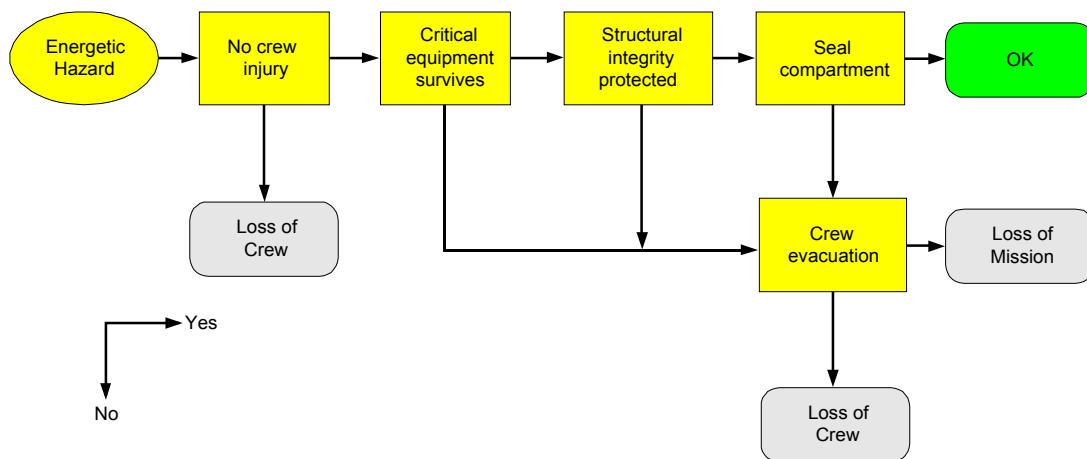 Energetic
Hazard
No crew
injury
Critical
equipment
survives
Structural
integrity
protected
Seal
compartment
OK
Loss of
Crew
Crew
evacuation
Loss of
Mission
Yes
No
Loss of
Crew